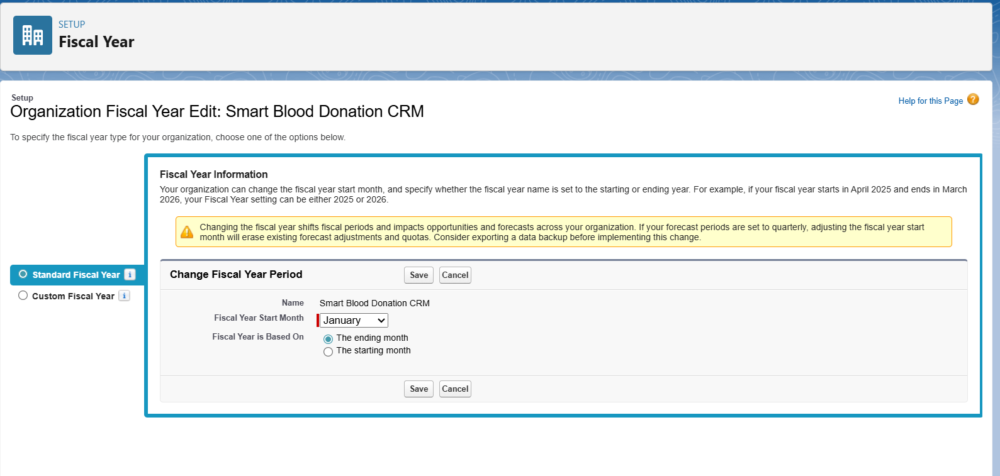 SETUP
Fiscal Year
Setup
Organization Fiscal Year Edit: Smart Blood Donation CRM
Help for this Page ?
To specify the fiscal year type for your organization, choose one of the options below.
Standard Fiscal Year i
Custom Fiscal Year i
Fiscal Year Information
Your organization can change the fiscal year start month, and specify whether the fiscal year name is set to the starting or ending year. For example, if your fiscal year starts in April 2025 and ends in March
2026, your Fiscal Year setting can be either 2025 or 2026.
Changing the fiscal year shifts fiscal periods and impacts opportunities and forecasts across your organization. If your forecast periods are set to quarterly, adjusting the fiscal year start
month will erase existing forecast adjustments and quotas. Consider exporting a data backup before implementing this change.
Change Fiscal Year Period Save Cancel
Name Smart Blood Donation CRM
Fiscal Year Start Month January
Fiscal Year is Based On The ending month
The starting month
Save Cancel